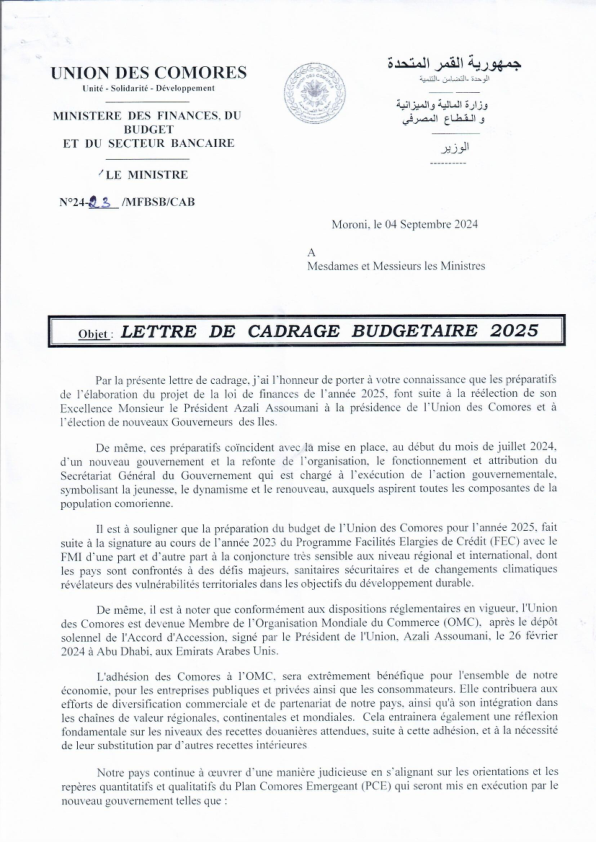 UNION DES COMORES
Unité - Solidarité - Développement
MINISTERE DES FINANCES, DU
BUDGET
ET DU SECTEUR BANCAIRE
LE MINISTRE
N°24-23 /MFBSB/CAB
جمهورية القمر المتحدة
الوحدة -التضامن -التنمية
وزارة المالية والميزانية
و القطاع المصرفي
الوزير
Moroni, le 04 Septembre 2024
A
Mesdames et Messieurs les Ministres
Objet : LETTRE DE CADRAGE BUDGETAIRE 2025
Par la présente lettre de cadrage, j'ai l'honneur de porter à votre connaissance que les préparatifs
de l'élaboration du projet de la loi de finances de l'année 2025, font suite à la réélection de son
Excellence Monsieur le Président Azali Assoumani à la présidence de l'Union des Comores et à
l'élection de nouveaux Gouverneurs des Iles.
De même, ces préparatifs coïncident avec la mise en place, au début du mois de juillet 2024,
d'un nouveau gouvernement et la refonte de l'organisation, le fonctionnement et attribution du
Secrétariat Général du Gouvernement qui est chargé à l'exécution de l'action gouvernementale,
symbolisant la jeunesse, le dynamisme et le renouveau, auxquels aspirent toutes les composantes de la
population comorienne.
Il est à souligner que la préparation du budget de l'Union des Comores pour l'année 2025, fait
suite à la signature au cours de l'année 2023 du Programme Facilités Elargies de Crédit (FEC) avec le
FMI d'une part et d'autre part à la conjoncture très sensible aux niveau régional et international, dont
les pays sont confrontés à des défis majeurs, sanitaires sécuritaires et de changements climatiques
révélateurs des vulnérabilités territoriales dans les objectifs du développement durable.
De même, il est à noter que conformément aux dispositions réglementaires en vigueur, l'Union
des Comores est devenue Membre de l'Organisation Mondiale du Commerce (OMC), après le dépôt
solennel de l'Accord d'Accession, signé par le Président de l'Union, Azali Assoumani, le 26 février
2024 à Abu Dhabi, aux Emirats Arabes Unis.
L'adhésion des Comores à l'OMC, sera extrêmement bénéfique pour l'ensemble de notre
économie, pour les entreprises publiques et privées ainsi que les consommateurs. Elle contribuera aux
efforts de diversification commerciale et de partenariat de notre pays, ainsi qu'à son intégration dans
les chaînes de valeur régionales, continentales et mondiales. Cela entrainera également une réflexion
fondamentale sur les niveaux des recettes douanières attendues, suite à cette adhésion, et à la nécessité
de leur substitution par d'autres recettes intérieures
Notre pays continue à œuvrer d'une manière judicieuse en s'alignant sur les orientations et les
repères quantitatifs et qualitatifs du Plan Comores Emergeant (PCE) qui seront mis en exécution par le
nouveau gouvernement telles que :